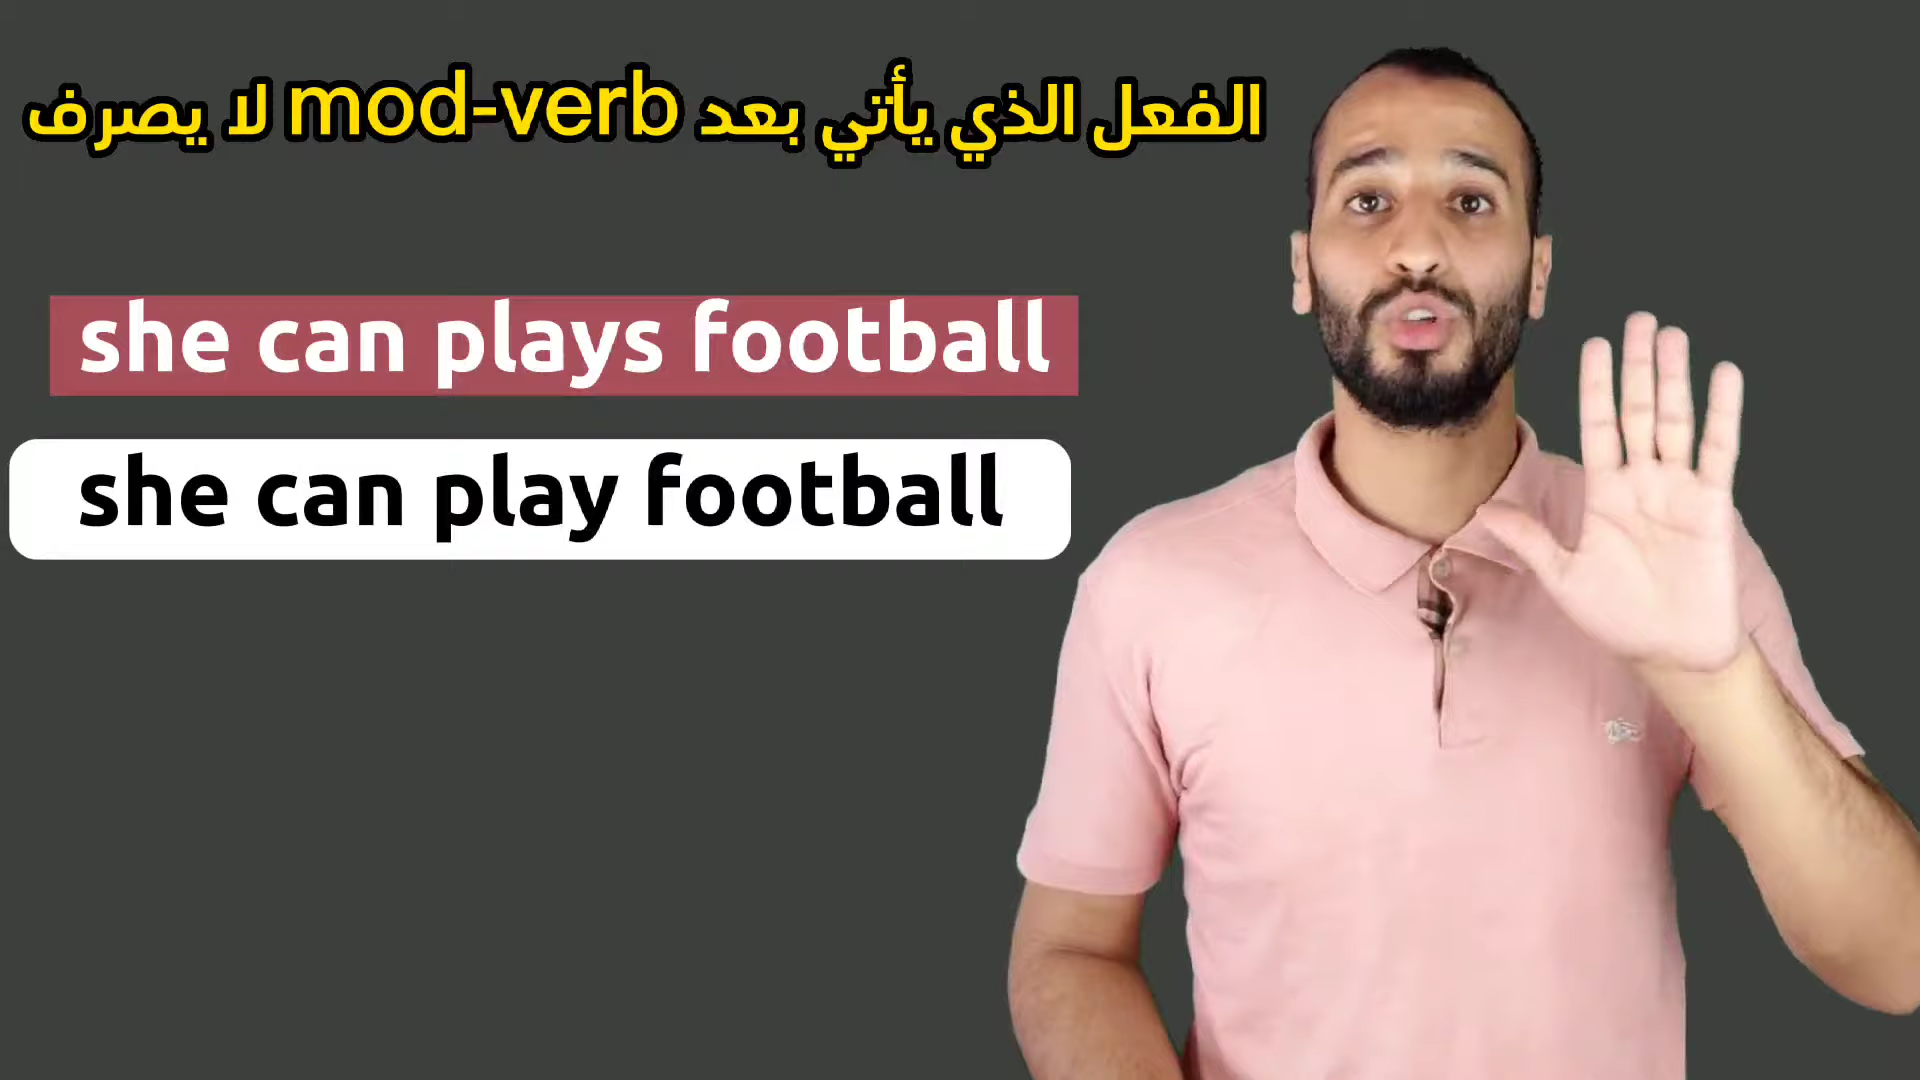 الفعل الذي يأتي بعد mod-verb لا يصرف
she can plays football
she can play football